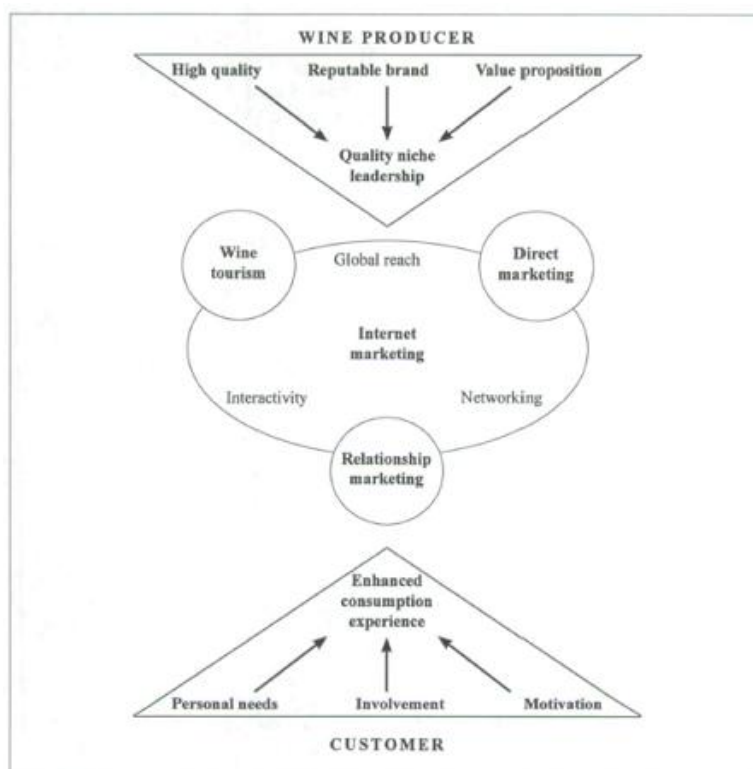 WINE PRODUCER
High quality Reputable brand Value proposition
Quality niche
leadership
Wine
tourism
Global reach
Direct
marketing
Internet
marketing
Interactivity
Networking
Relationship
marketing
Enhanced
consumption
experience
Personal needs Involvement Motivation
CUSTOMER